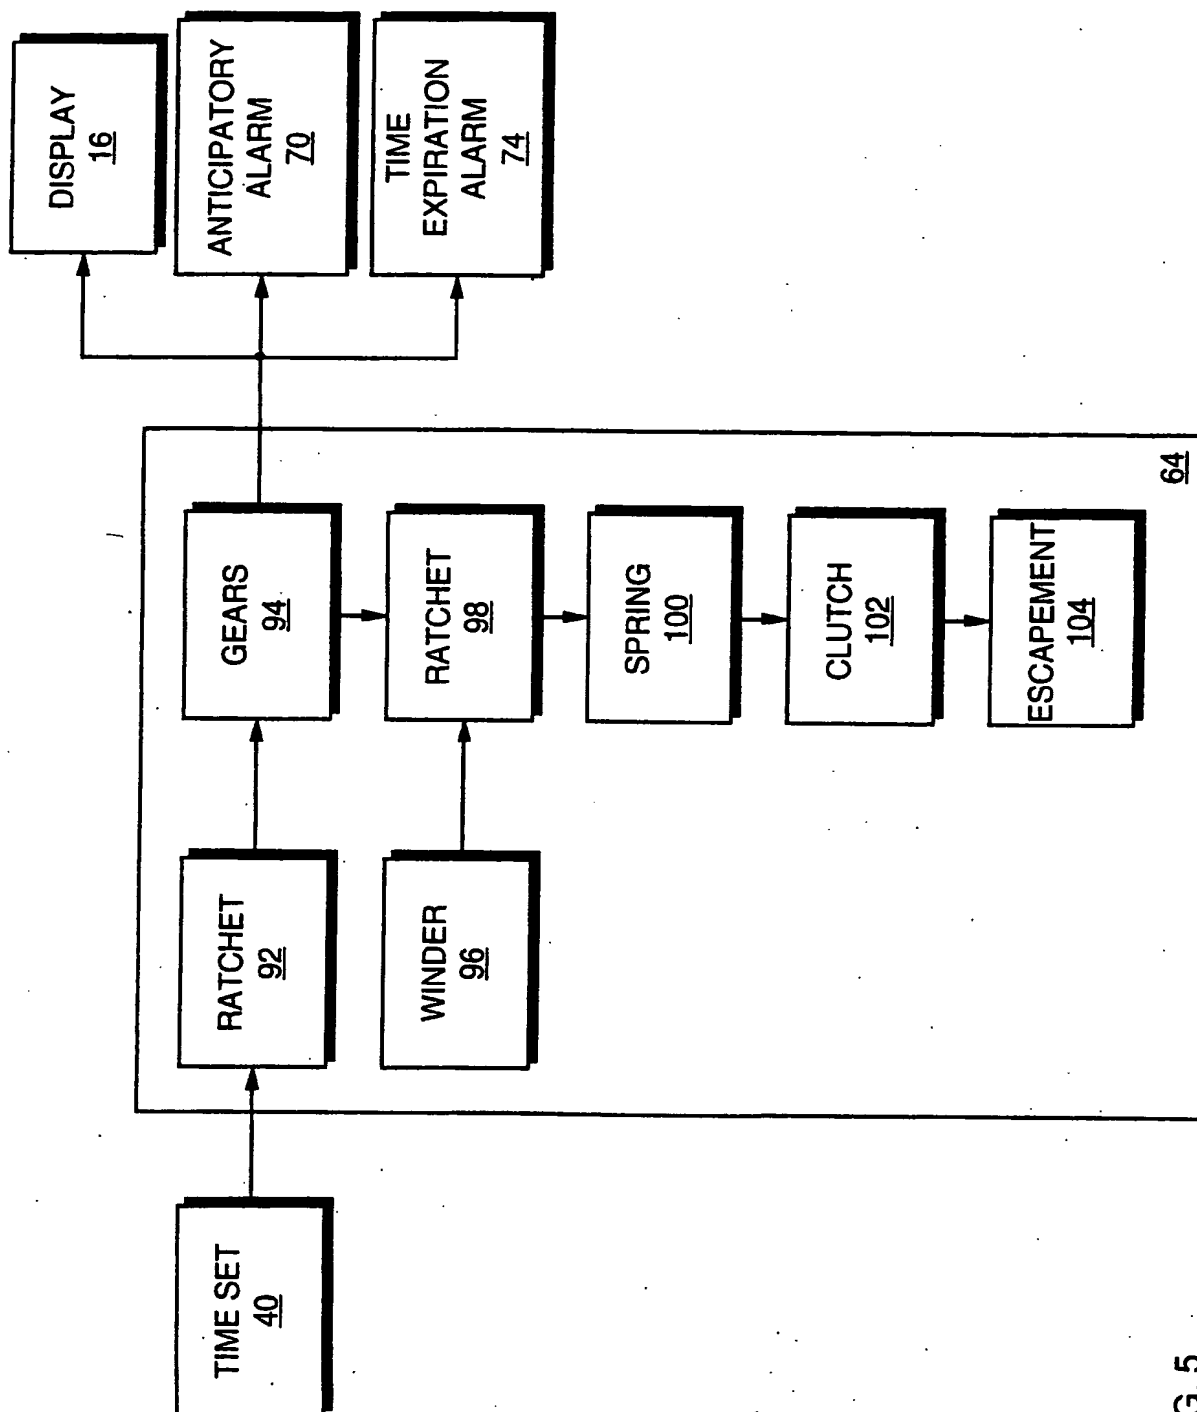 DISPLAY
16
ANTICIPATORY
ALARM
70
TIME
EXPIRATION
ALARM
74
GEARS
94
RATCHET
98
SPRING
100
CLUTCH
102
ESCAPEMENT
104
64
RATCHET
92
WINDER
96
TIME SET
40
G. 5